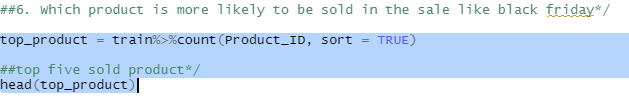 ##6. Which product is more likely to be sold in the sale like black friday*/
top_product = train%>%count(Product_ID, sort = TRUE)
##top five sold product*/
head(top_product)